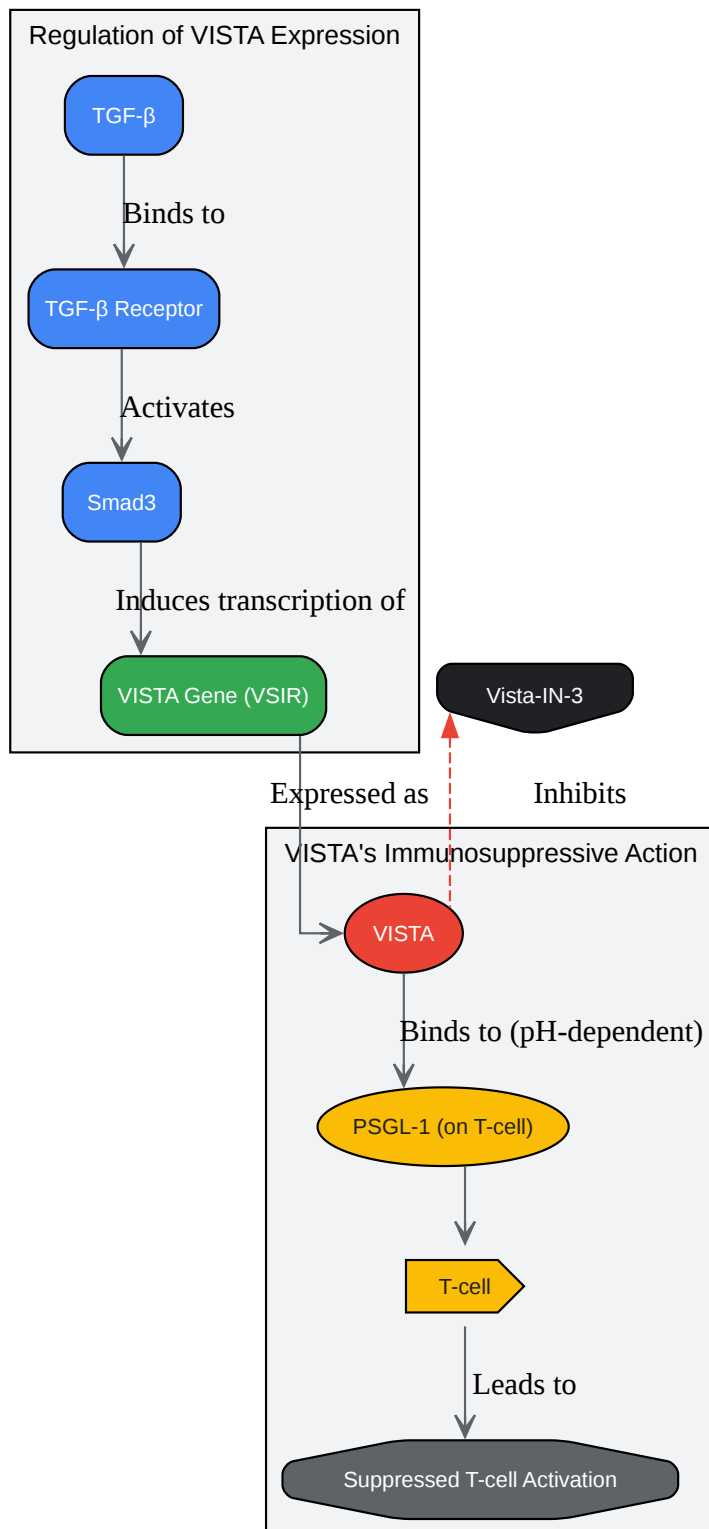 Regulation of VISTA Expression
TGF-β
Binds to
TGF-β Receptor
Activates
Smad3
Induces transcription of
VISTA Gene (VSIR)
Vista-IN-3
Expressed as
Inhibits
VISTA's Immunosuppressive Action
VISTA
Binds to (pH-dependent)
PSGL-1 (on T-cell)
T-cell
Leads to
Suppressed T-cell Activation